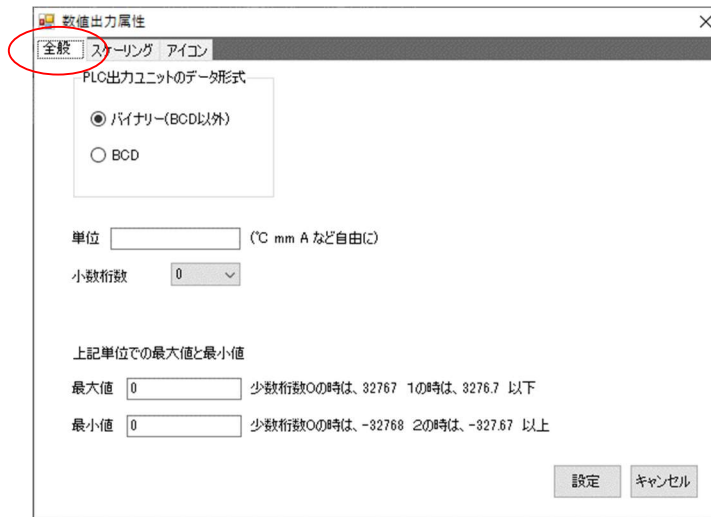 数値出力属性
全般 スケーリング アイコン
PLC出力ユニットのデータ形式
バイナリー(BCD以外)
BCD
単位 (℃ mm A など自由に)
小数桁数 0
上記単位での最大値と最小値
最大値 0 少数桁数0の時は、32767 1の時は、3276.7 以下
最小値 0 少数桁数0の時は、-32768 2の時は、-327.67 以上
設定 キャンセル